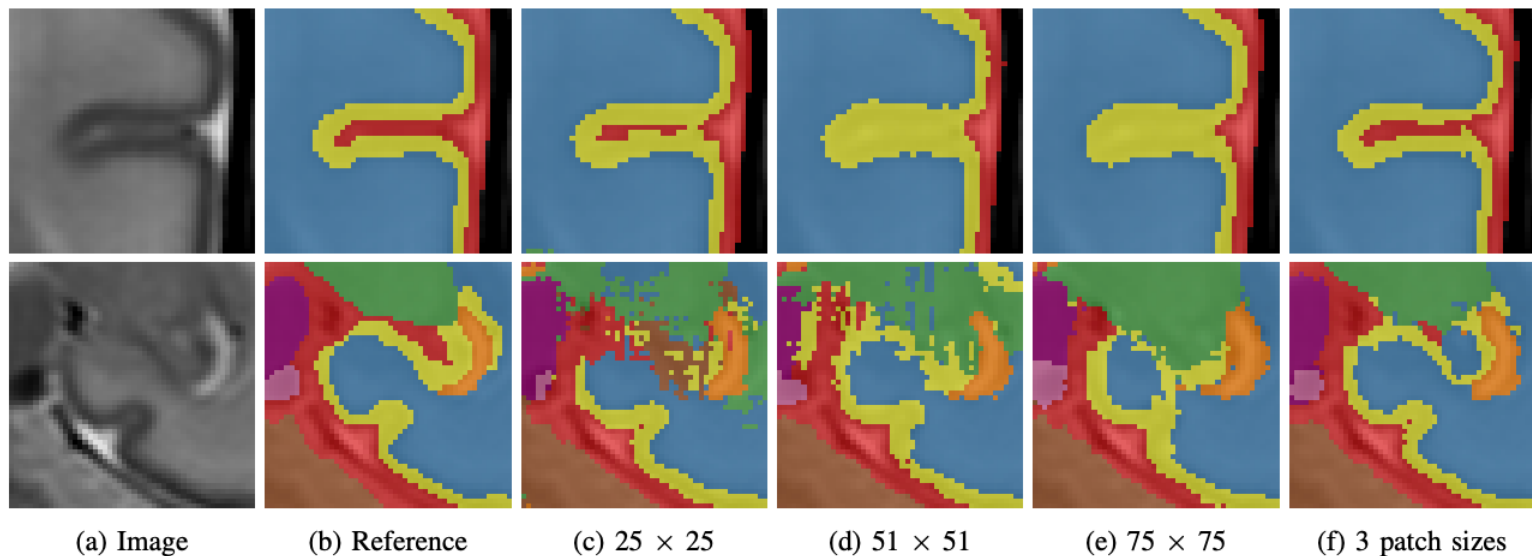 (a) Image (b) Reference (c) 25 × 25 (d) 51 × 51 (e) 75 × 75 (f) 3 patch sizes